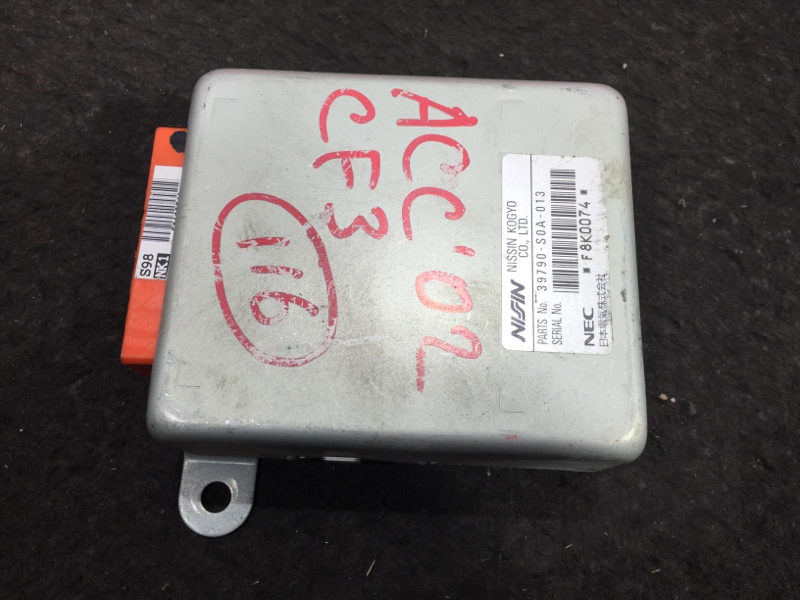 ACC '02
CF3
116
NISSIN NISSIN KOGYO
CO., LTD.
PARTS No. 39790-S0A-013
SERIAL No.
* F8K0074 *
NEC 日本電気株式会社
S98
NK1